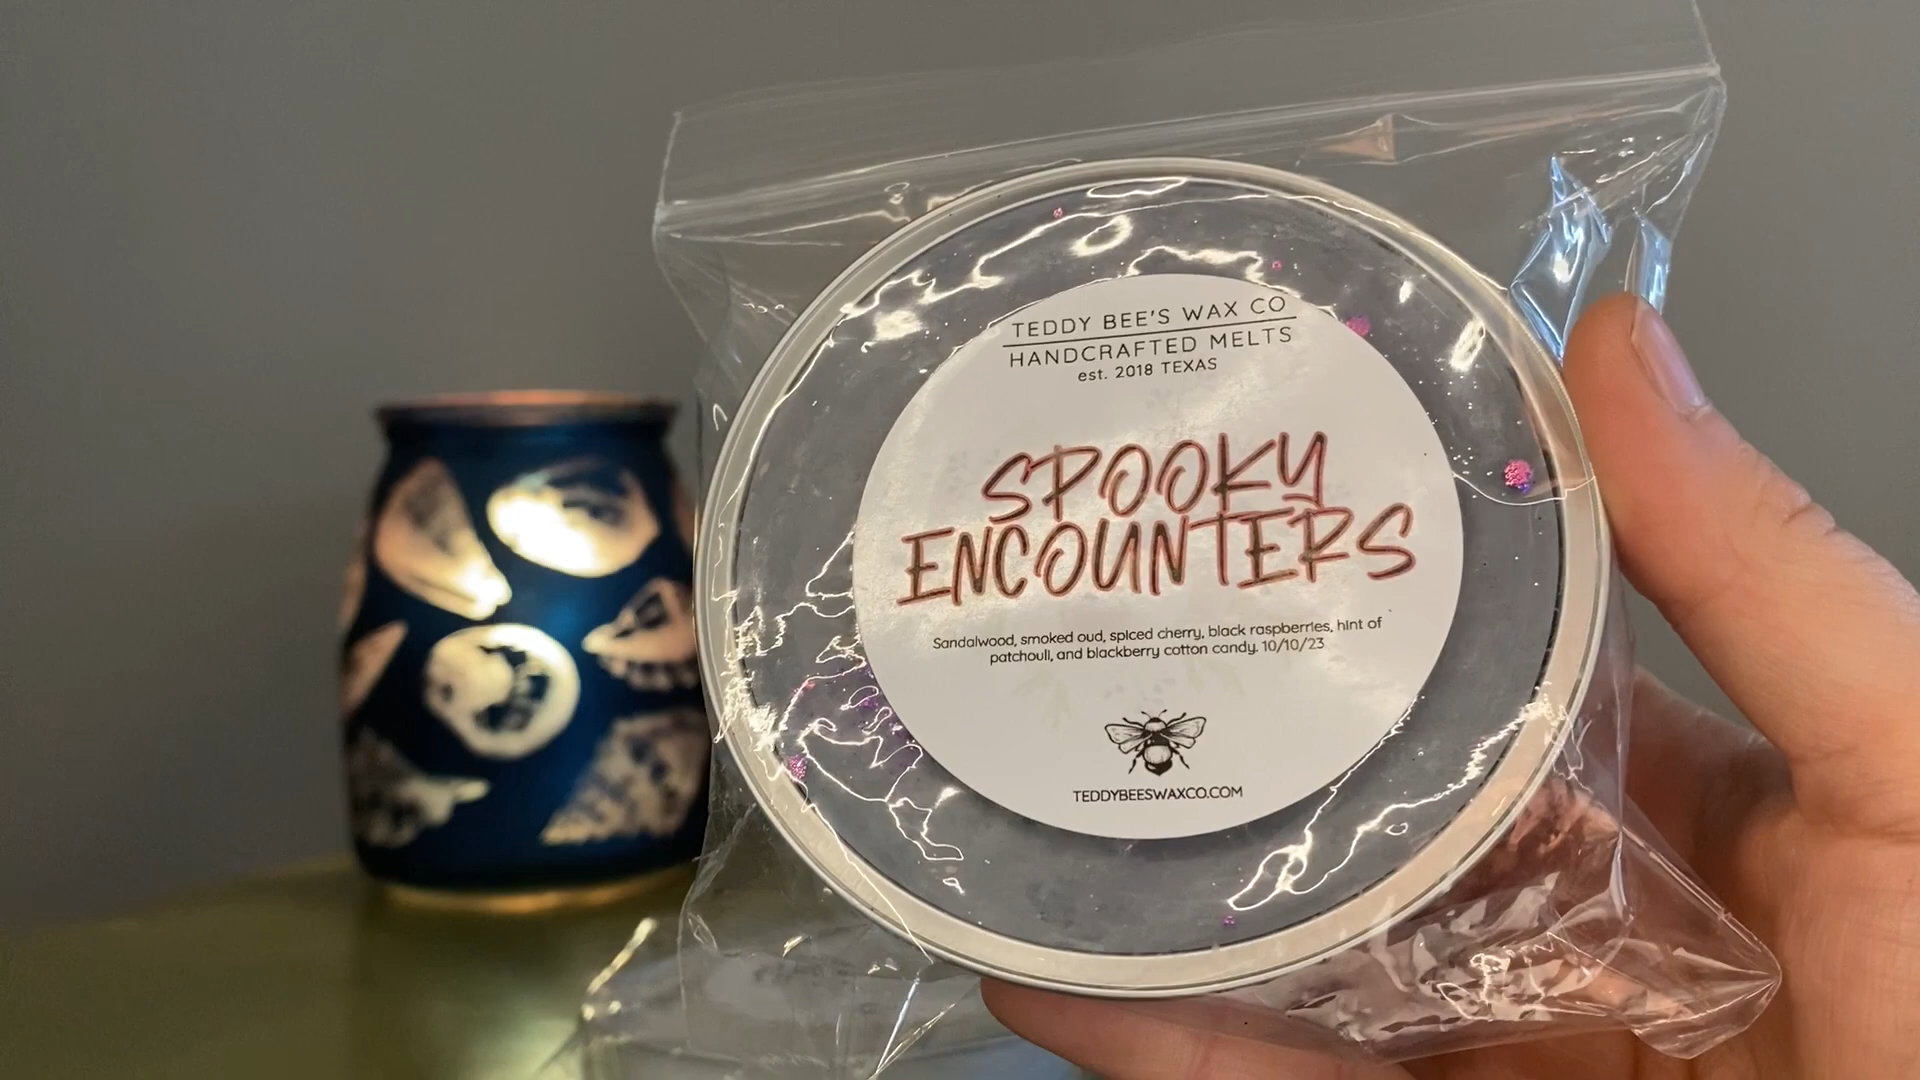 TEDDY BEE'S WAX CO
HANDCRAFTED MELTS
est. 2018 TEXAS
SPOOKY
ENCOUNTERS
Sandalwood, smoked oud, spiced cherry, black raspberries, hint of
patchouli, and blackberry cotton candy. 10/10/23
TEDDYBEESWAXCO.COM